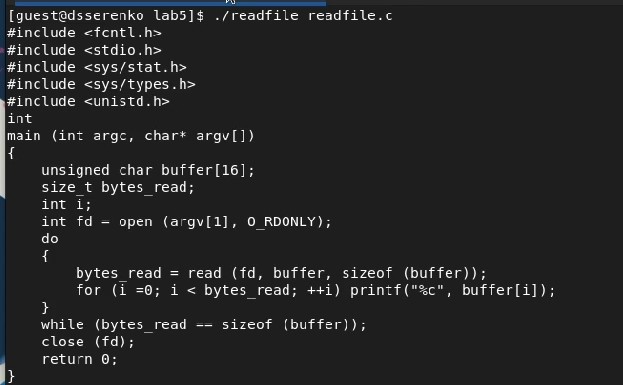 [guest@dsserenko lab5]$ ./readfile readfile.c
#include <fcntl.h>
#include <stdio.h>
#include <sys/stat.h>
#include <sys/types.h>
#include <unistd.h>
int
main (int argc, char* argv[])
{
    unsigned char buffer[16];
    size_t bytes_read;
    int i;
    int fd = open (argv[1], O_RDONLY);
    do
    {
        bytes_read = read (fd, buffer, sizeof (buffer));
        for (i =0; i < bytes_read; ++i) printf("%c", buffer[i]);
    }
    while (bytes_read == sizeof (buffer));
    close (fd);
    return 0;
}